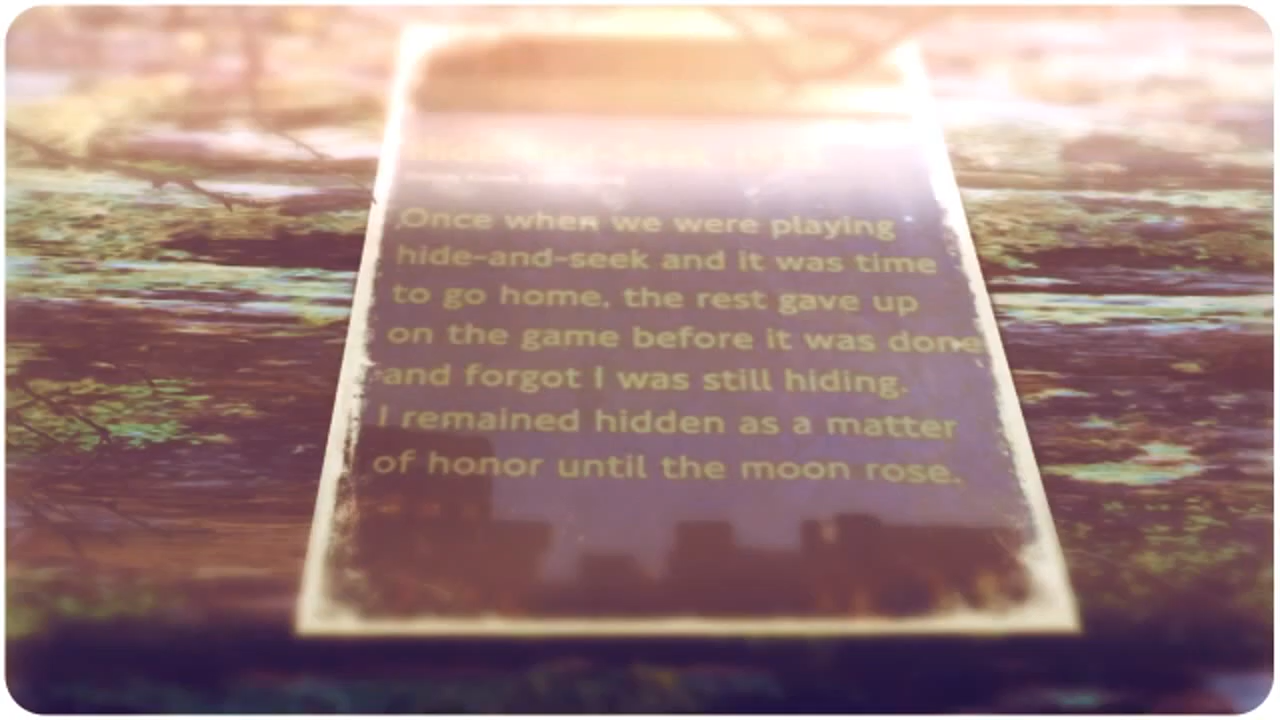 Once when we were playing
hide-and-seek and it was time
to go home, the rest gave up
on the game before it was done
and forgot I was still hiding.
I remained hidden as a matter
of honor until the moon rose.